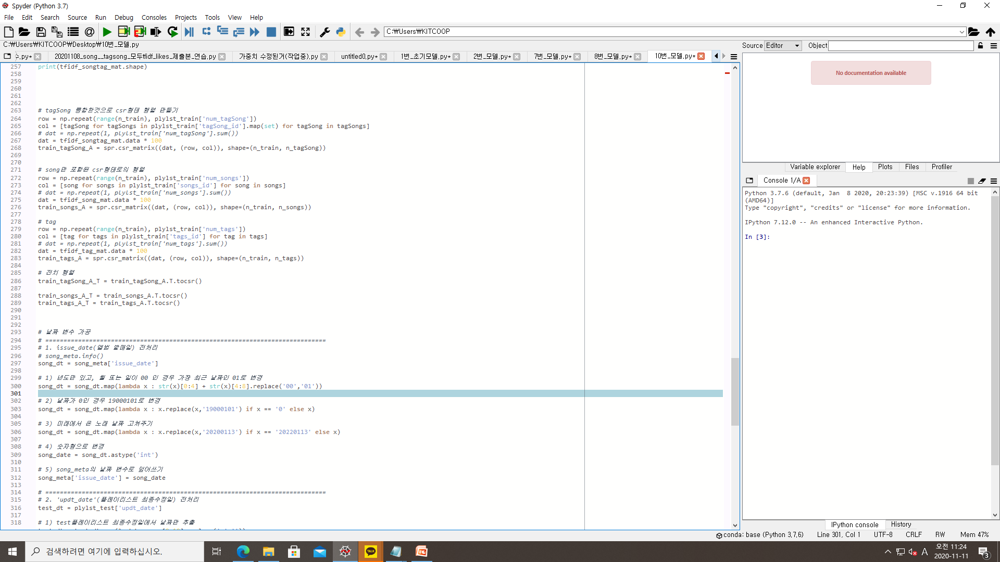 Spyder (Python 3.7)
File Edit Search Source Run Debug Consoles Projects Tools View Help
C:₩Users₩KITCOOP
C:₩Users₩KITCOOP₩Desktop₩10번_모델.py
.py*
20201108_song__tagsong_모두tfidf_likes_제출본_연습.py
가중치 수정된거(작업중).py
untitled0.py*
1번_초기모델.py*
2번_모델.py*
7번_모델.py*
8번_모델.py*
10번_모델.py*
257 print(tfidf_songtag_mat.shape)
258
259
260
261
262
263 # tagSong 통합한것으로 csr형태 행렬 만들기
264 row = np.repeat(range(n_train), plylst_train['num_tagSong'])
265 col = [tagSong for tagSongs in plylst_train['tagSong_id'].map(set) for tagSong in tagSongs]
266 # dat = np.repeat(1, plylst_train['num_tagSong'].sum())
267 dat = tfidf_songtag_mat.data * 100
268 train_tagSong_A = spr.csr_matrix((dat, (row, col)), shape=(n_train, n_tagSong))
269
270
271 # song만 포함된 csr형태로의 행렬
272 row = np.repeat(range(n_train), plylst_train['num_songs'])
273 col = [song for songs in plylst_train['songs_id'] for song in songs]
274 # dat = np.repeat(1, plylst_train['num_songs'].sum())
275 dat = tfidf_song_mat.data * 100
276 train_songs_A = spr.csr_matrix((dat, (row, col)), shape=(n_train, n_songs))
277
278 # tag
279 row = np.repeat(range(n_train), plylst_train['num_tags'])
280 col = [tag for tags in plylst_train['tags_id'] for tag in tags]
281 # dat = np.repeat(1, plylst_train['num_tags'].sum())
282 dat = tfidf_tag_mat.data * 100
283 train_tags_A = spr.csr_matrix((dat, (row, col)), shape=(n_train, n_tags))
284
285 # 전치 행렬
286 train_tagSong_A_T = train_tagSong_A.T.tocsr()
287
288 train_songs_A_T = train_songs_A.T.tocsr()
289 train_tags_A_T = train_tags_A.T.tocsr()
290
291
292
293 # 날짜 변수 가공
294 # =============================================================================
295 # 1. issue_date(앨범 발매일) 전처리
296 # song_meta.info()
297 song_dt = song_meta['issue_date']
298
299 # 1) 년도만 있고, 월 또는 일이 00 인 경우 가장 최근 날짜인 01로 변경
300 song_dt = song_dt.map(lambda x : str(x)[0:4] + str(x)[4:8].replace('00','01'))
301
302 # 2) 날짜가 0인 경우 19000101로 변경
303 song_dt = song_dt.map(lambda x : x.replace(x,'19000101') if x == '0' else x)
304
305 # 3) 미래에서 온 노래 날짜 고쳐주기
306 song_dt = song_dt.map(lambda x : x.replace(x,'20200113') if x == '20220113' else x)
307
308 # 4) 숫자형으로 변경
309 song_date = song_dt.astype('int')
310
311 # 5) song_meta의 날짜 변수로 덮어쓰기
312 song_meta['issue_date'] = song_date
313
314 # =============================================================================
315 # 2. 'updt_date'(플레이리스트 최종수정일) 전처리
316 test_dt = plylst_test['updt_date']
317
318 # 1) test플레이리스트 최종수정일에서 날짜만 추출
Source Editor Object
No documentation available
Variable explorer Help Plots Files Profiler
Console 1/A
Python 3.7.6 (default, Jan  8 2020, 20:23:39) [MSC v.1916 64 bit
(AMD64)]
Type "copyright", "credits" or "license" for more information.
IPython 7.12.0 -- An enhanced Interactive Python.
In [3]:
IPython console History
conda: base (Python 3.7.6) Line 301, Col 1 UTF-8 CRLF RW Mem 47%
검색하려면 여기에 입력하십시오.
TALK
A
오전 11:24
2020-11-11
3